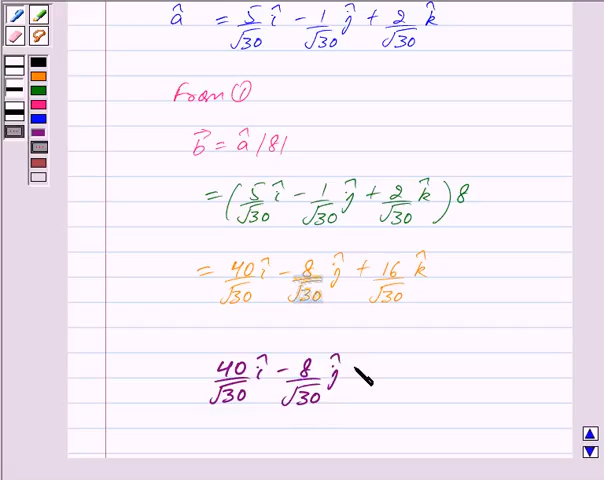 â = 5/√30 î - 1/√30 ĵ + 2/√30 k̂
From ①
b⃗ = â |8|
= (5/√30 î - 1/√30 ĵ + 2/√30 k̂) 8
= 40/√30 î - 8/√30 ĵ + 16/√30 k̂
40/√30 î - 8/√30 ĵ